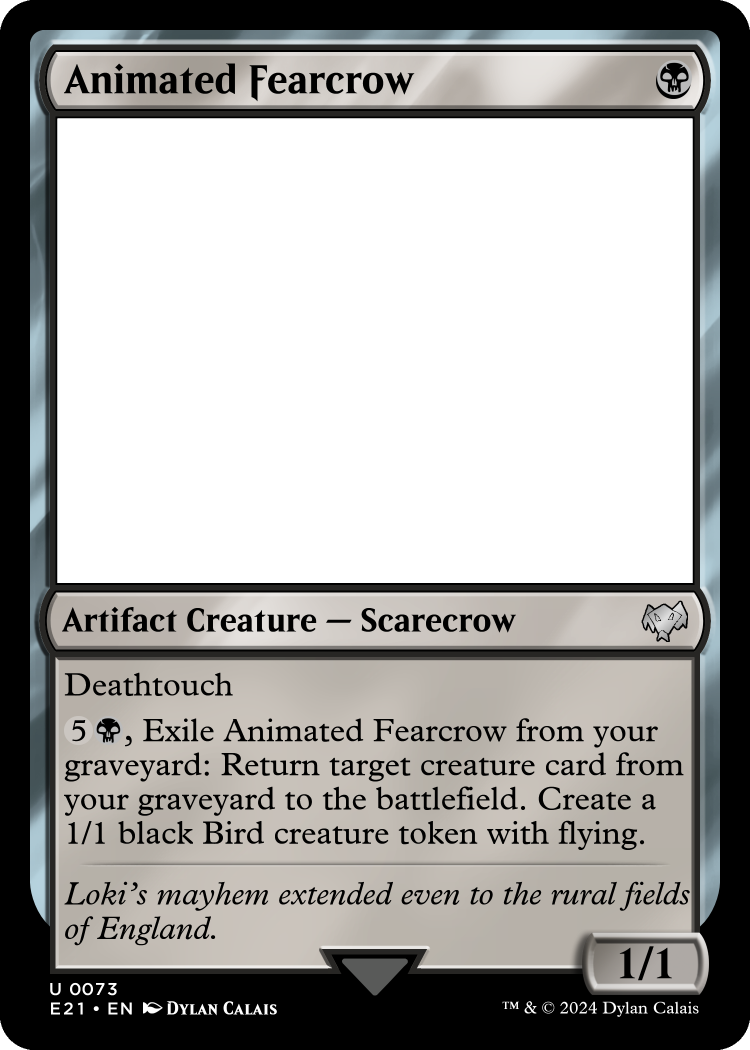 Animated Fearcrow
Artifact Creature — Scarecrow
Deathtouch
5, Exile Animated Fearcrow from your
graveyard: Return target creature card from
your graveyard to the battlefield. Create a
1/1 black Bird creature token with flying.
Loki's mayhem extended even to the rural fields
of England.
1/1
U 0073
E21 • EN Dylan Calais
™ & © 2024 Dylan Calais